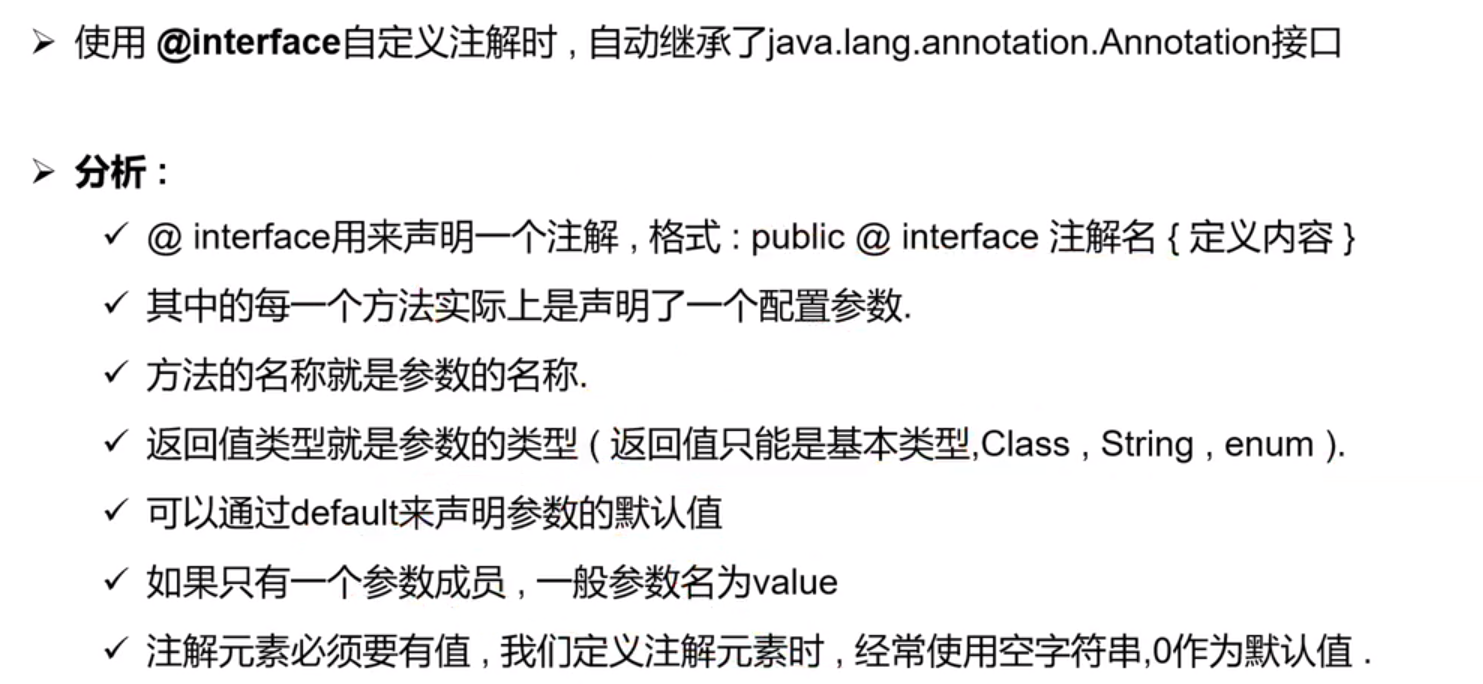 ➢ 使用 @interface自定义注解时 , 自动继承了java.lang.annotation.Annotation接口
➢ 分析 :
✓ @ interface用来声明一个注解 , 格式 : public @ interface 注解名 { 定义内容 }
✓ 其中的每一个方法实际上是声明了一个配置参数.
✓ 方法的名称就是参数的名称.
✓ 返回值类型就是参数的类型 ( 返回值只能是基本类型,Class , String , enum ).
✓ 可以通过default来声明参数的默认值
✓ 如果只有一个参数成员 , 一般参数名为value
✓ 注解元素必须要有值 , 我们定义注解元素时 , 经常使用空字符串,0作为默认值 .